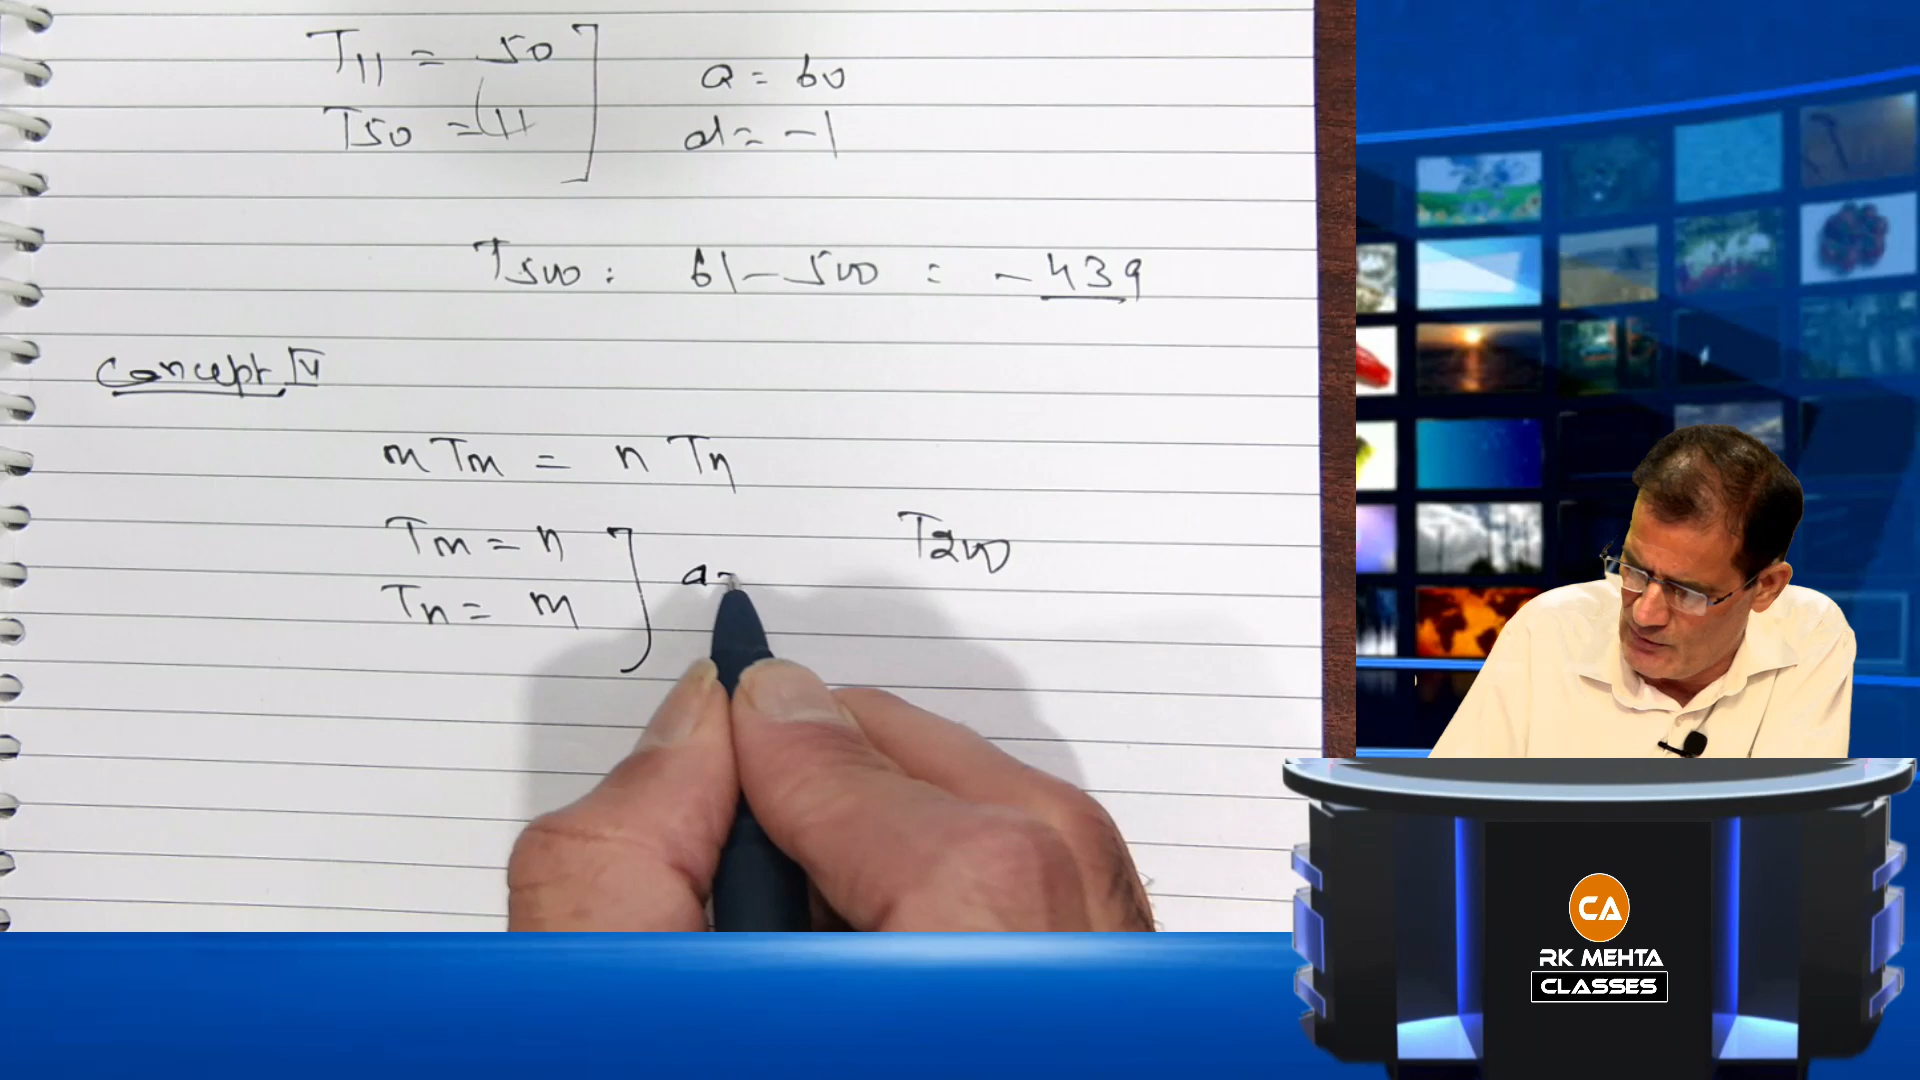 T11 = 50
T50 = 11
a = 60
d = -1
T500 : 61 - 500 = -439
Concept IV
m Tm = n Tn
Tm = n
Tn = m
a =
T200
CA
RK MEHTA
CLASSES